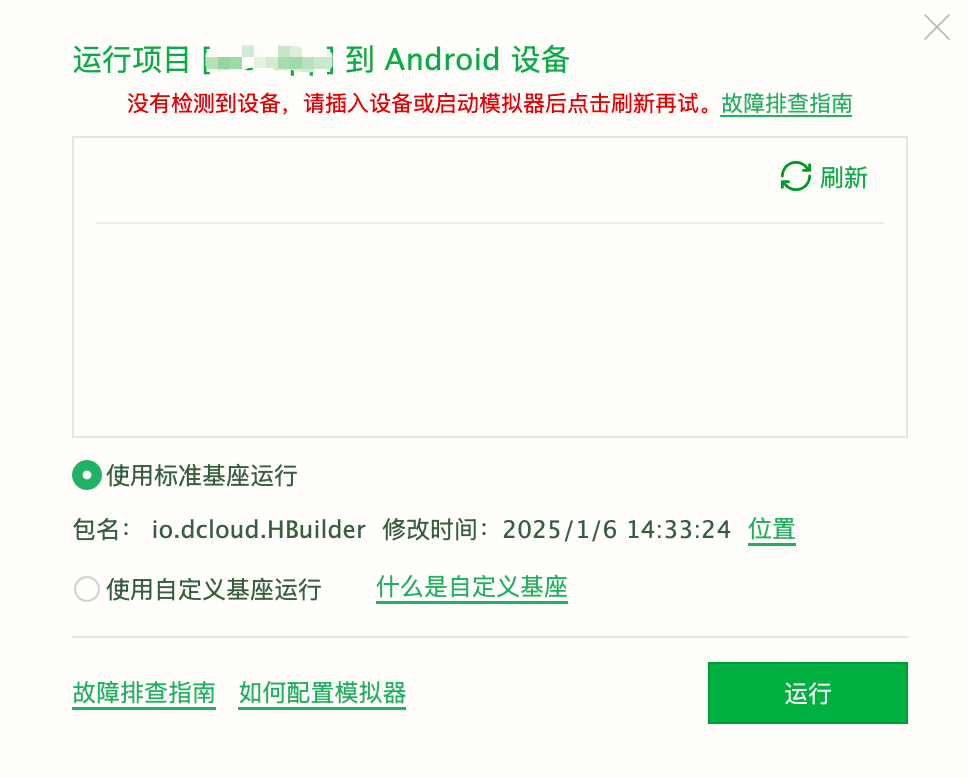 运行项目 [] 到 Android 设备
没有检测到设备，请插入设备或启动模拟器后点击刷新再试。故障排查指南
刷新
使用标准基座运行
包名： io.dcloud.HBuilder 修改时间：2025/1/6 14:33:24 位置
使用自定义基座运行 什么是自定义基座
故障排查指南 如何配置模拟器 运行